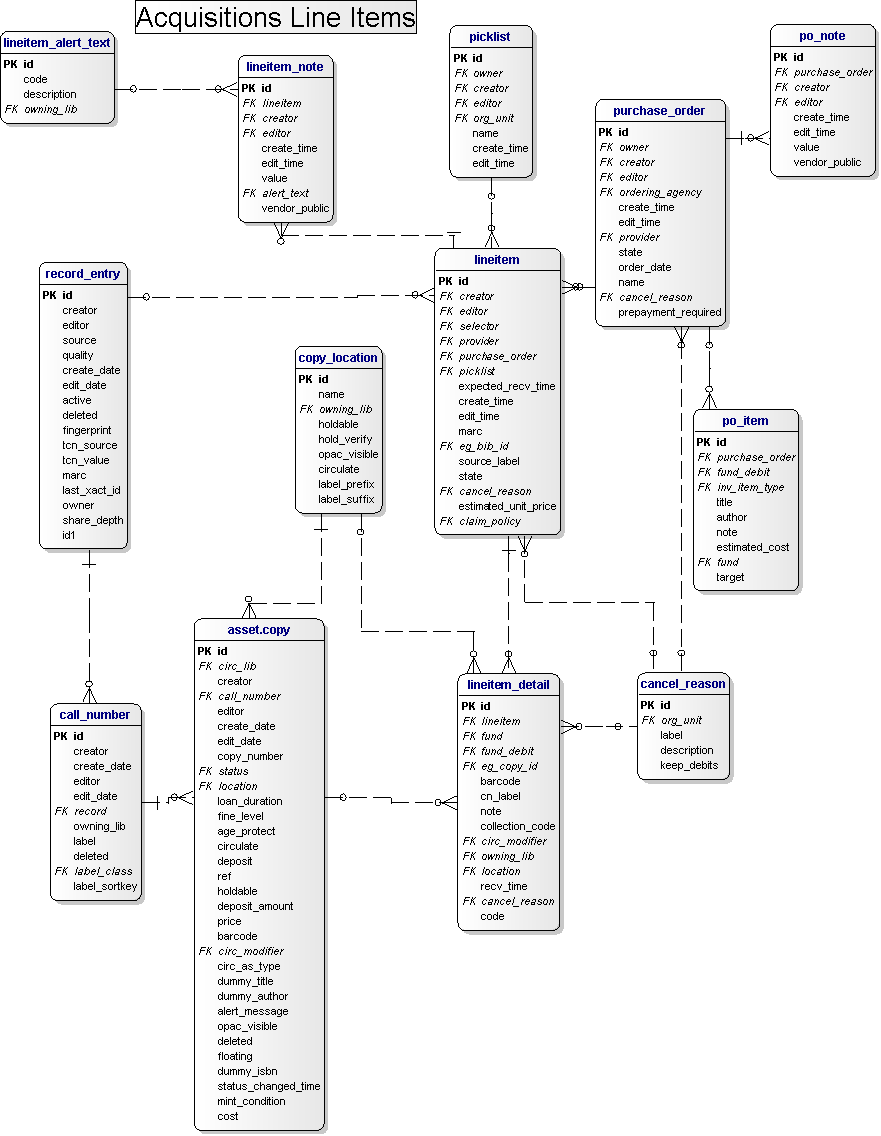 Acquisitions Line Items
lineitem_alert_text
PK id
code
description
FK owning_lib
lineitem_note
PK id
FK lineitem
FK creator
FK editor
create_time
edit_time
value
FK alert_text
vendor_public
picklist
PK id
FK owner
FK creator
FK editor
FK org_unit
name
create_time
edit_time
purchase_order
PK id
FK owner
FK creator
FK editor
FK ordering_agency
create_time
edit_time
FK provider
state
order_date
name
FK cancel_reason
prepayment_required
po_note
PK id
FK purchase_order
FK creator
FK editor
create_time
edit_time
value
vendor_public
record_entry
PK id
creator
editor
source
quality
create_date
edit_date
active
deleted
fingerprint
tcn_source
tcn_value
marc
last_xact_id
owner
share_depth
id1
copy_location
PK id
name
FK owning_lib
holdable
hold_verify
opac_visible
circulate
label_prefix
label_suffix
lineitem
PK id
FK creator
FK editor
FK selector
FK provider
FK purchase_order
FK picklist
expected_recv_time
create_time
edit_time
marc
FK eg_bib_id
source_label
state
FK cancel_reason
estimated_unit_price
FK claim_policy
po_item
PK id
FK purchase_order
FK fund_debit
FK inv_item_type
title
author
note
estimated_cost
FK fund
target
call_number
PK id
creator
create_date
editor
edit_date
FK record
owning_lib
label
deleted
FK label_class
label_sortkey
asset.copy
PK id
FK circ_lib
creator
FK call_number
editor
create_date
edit_date
copy_number
FK status
FK location
loan_duration
fine_level
age_protect
circulate
deposit
ref
holdable
deposit_amount
price
barcode
FK circ_modifier
circ_as_type
dummy_title
dummy_author
alert_message
opac_visible
deleted
floating
dummy_isbn
status_changed_time
mint_condition
cost
lineitem_detail
PK id
FK lineitem
FK fund
FK fund_debit
FK eg_copy_id
barcode
cn_label
note
collection_code
FK circ_modifier
FK owning_lib
FK location
recv_time
FK cancel_reason
code
cancel_reason
PK id
FK org_unit
label
description
keep_debits